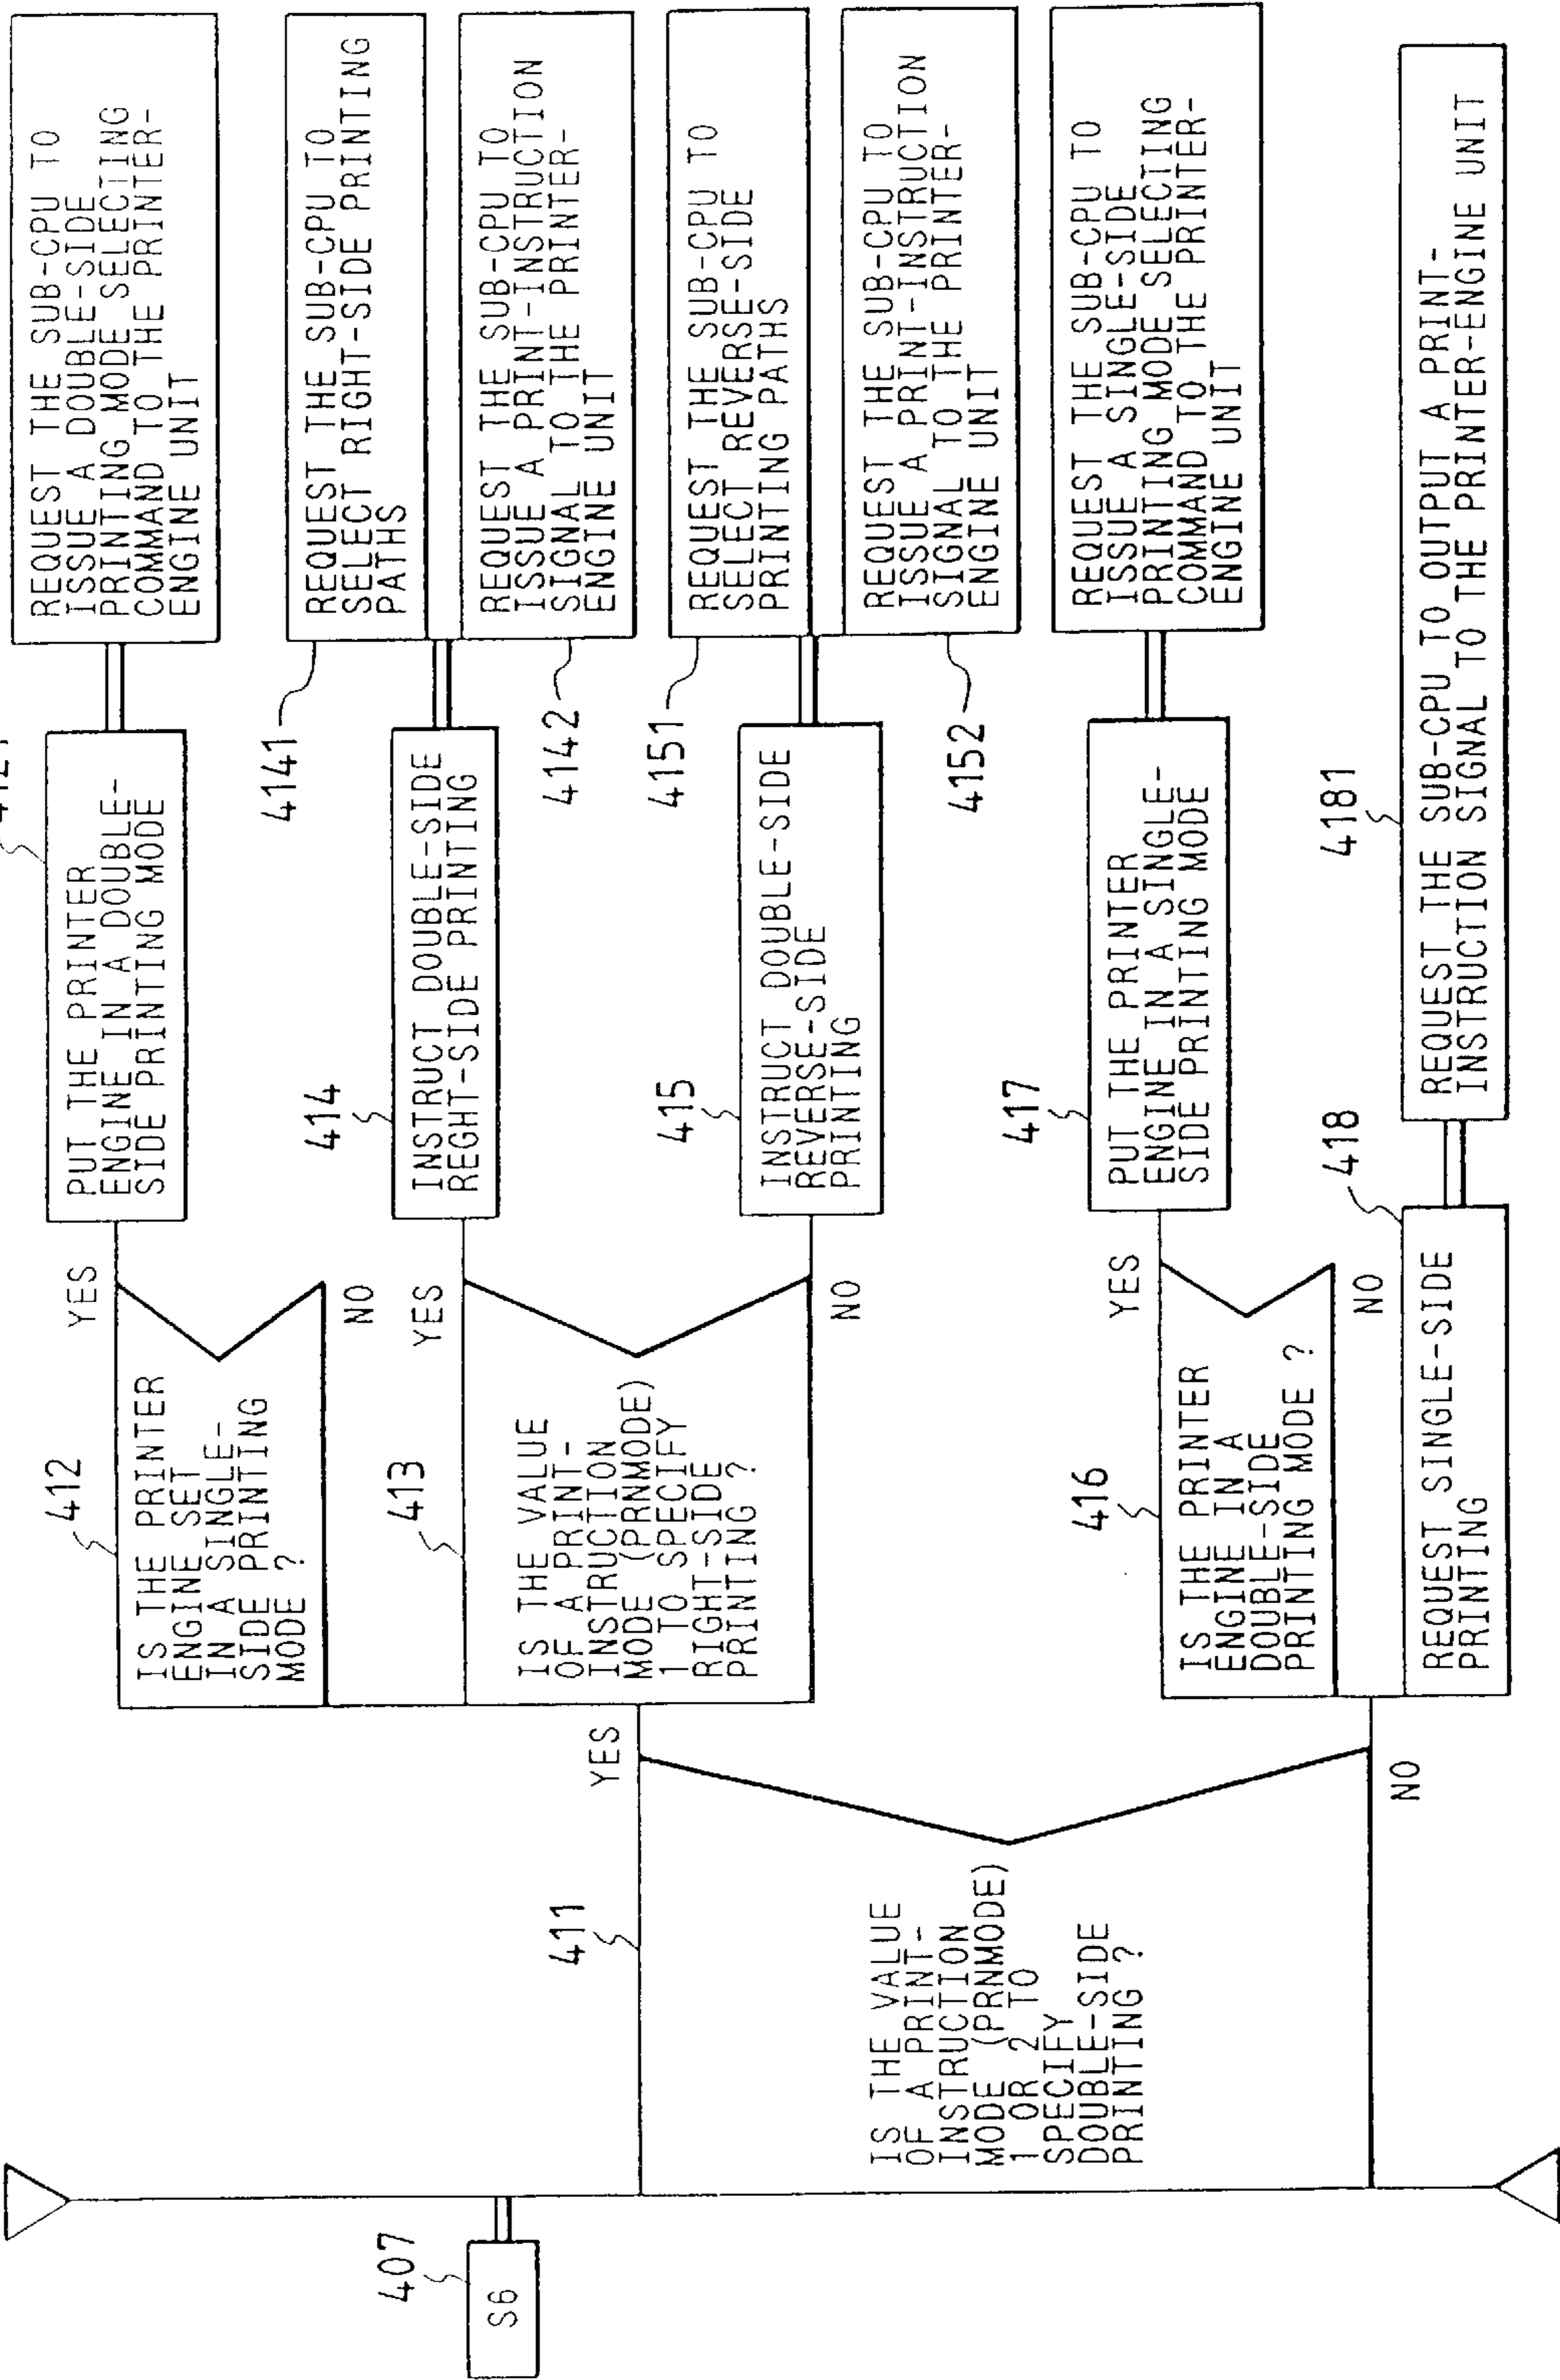 407
S6
411
IS THE VALUE
OF A PRINT-
INSTRUCTION
MODE (PRNMODE)
1 OR 2 TO
SPECIFY
DOUBLE-SIDE
PRINTING ?
YES
NO
412
IS THE PRINTER
ENGINE SET
IN A SINGLE-
SIDE PRINTING
MODE ?
YES
NO
PUT THE PRINTER
ENGINE IN A DOUBLE-
SIDE PRINTING MODE
REQUEST THE SUB-CPU TO
ISSUE A DOUBLE-SIDE
PRINTING MODE SELECTING
COMMAND TO THE PRINTER-
ENGINE UNIT
413
IS THE VALUE
OF A PRINT-
INSTRUCTION
MODE (PRNMODE)
1 TO SPECIFY
RIGHT-SIDE
PRINTING ?
YES
NO
414
INSTRUCT DOUBLE-SIDE
REGHT-SIDE PRINTING
4141
REQUEST THE SUB-CPU TO
SELECT RIGHT-SIDE PRINTING
PATHS
4142
REQUEST THE SUB-CPU TO
ISSUE A PRINT-INSTRUCTION
SIGNAL TO THE PRINTER-
ENGINE UNIT
415
INSTRUCT DOUBLE-SIDE
REVERSE-SIDE
PRINTING
4151
REQUEST THE SUB-CPU TO
SELECT REVERSE-SIDE
PRINTING PATHS
4152
REQUEST THE SUB-CPU TO
ISSUE A PRINT-INSTRUCTION
SIGNAL TO THE PRINTER-
ENGINE UNIT
416
IS THE PRINTER
ENGINE IN A
DOUBLE-SIDE
PRINTING MODE ?
YES
NO
417
PUT THE PRINTER
ENGINE IN A SINGLE-
SIDE PRINTING MODE
REQUEST THE SUB-CPU TO
ISSUE A SINGLE-SIDE
PRINTING MODE SELECTING
COMMAND TO THE PRINTER-
ENGINE UNIT
418
REQUEST SINGLE-SIDE
PRINTING
4181
REQUEST THE SUB-CPU TO OUTPUT A PRINT-
INSTRUCTION SIGNAL TO THE PRINTER-ENGINE UNIT